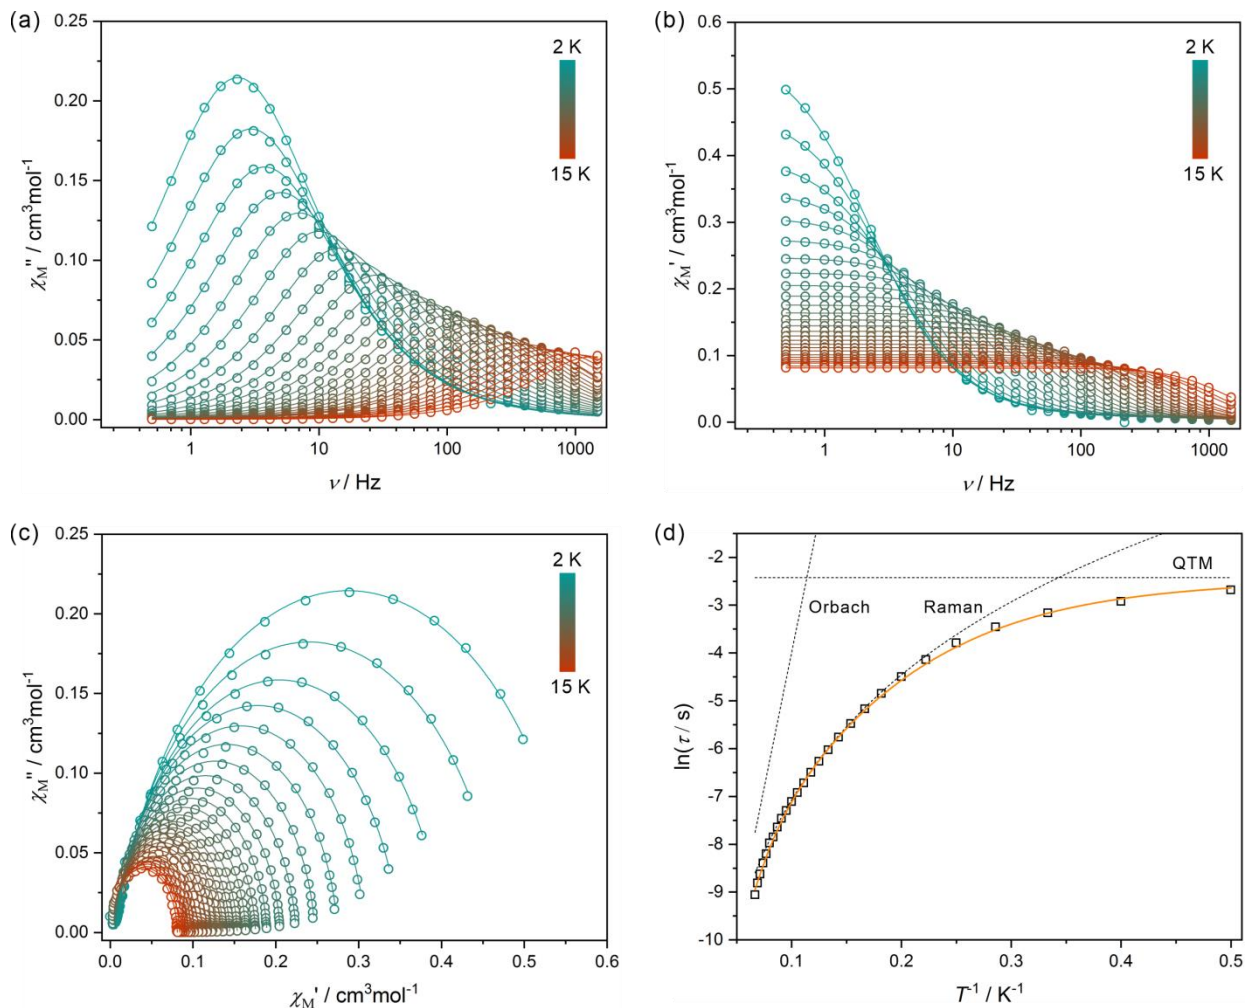 (a)
0.25
0.20
0.15
0.10
0.05
0.00
χM'' / cm3mol-1
2 K
15 K
1
10
100
1000
ν / Hz
(b)
0.6
0.5
0.4
0.3
0.2
0.1
0.0
χM' / cm3mol-1
2 K
15 K
1
10
100
1000
ν / Hz
(c)
0.25
0.20
0.15
0.10
0.05
0.00
χM'' / cm3mol-1
2 K
15 K
0.0
0.1
0.2
0.3
0.4
0.5
0.6
χM' / cm3mol-1
(d)
-2
-3
-4
-5
-6
-7
-8
-9
-10
ln(τ / s)
QTM
Orbach
Raman
0.1
0.2
0.3
0.4
0.5
T-1 / K-1